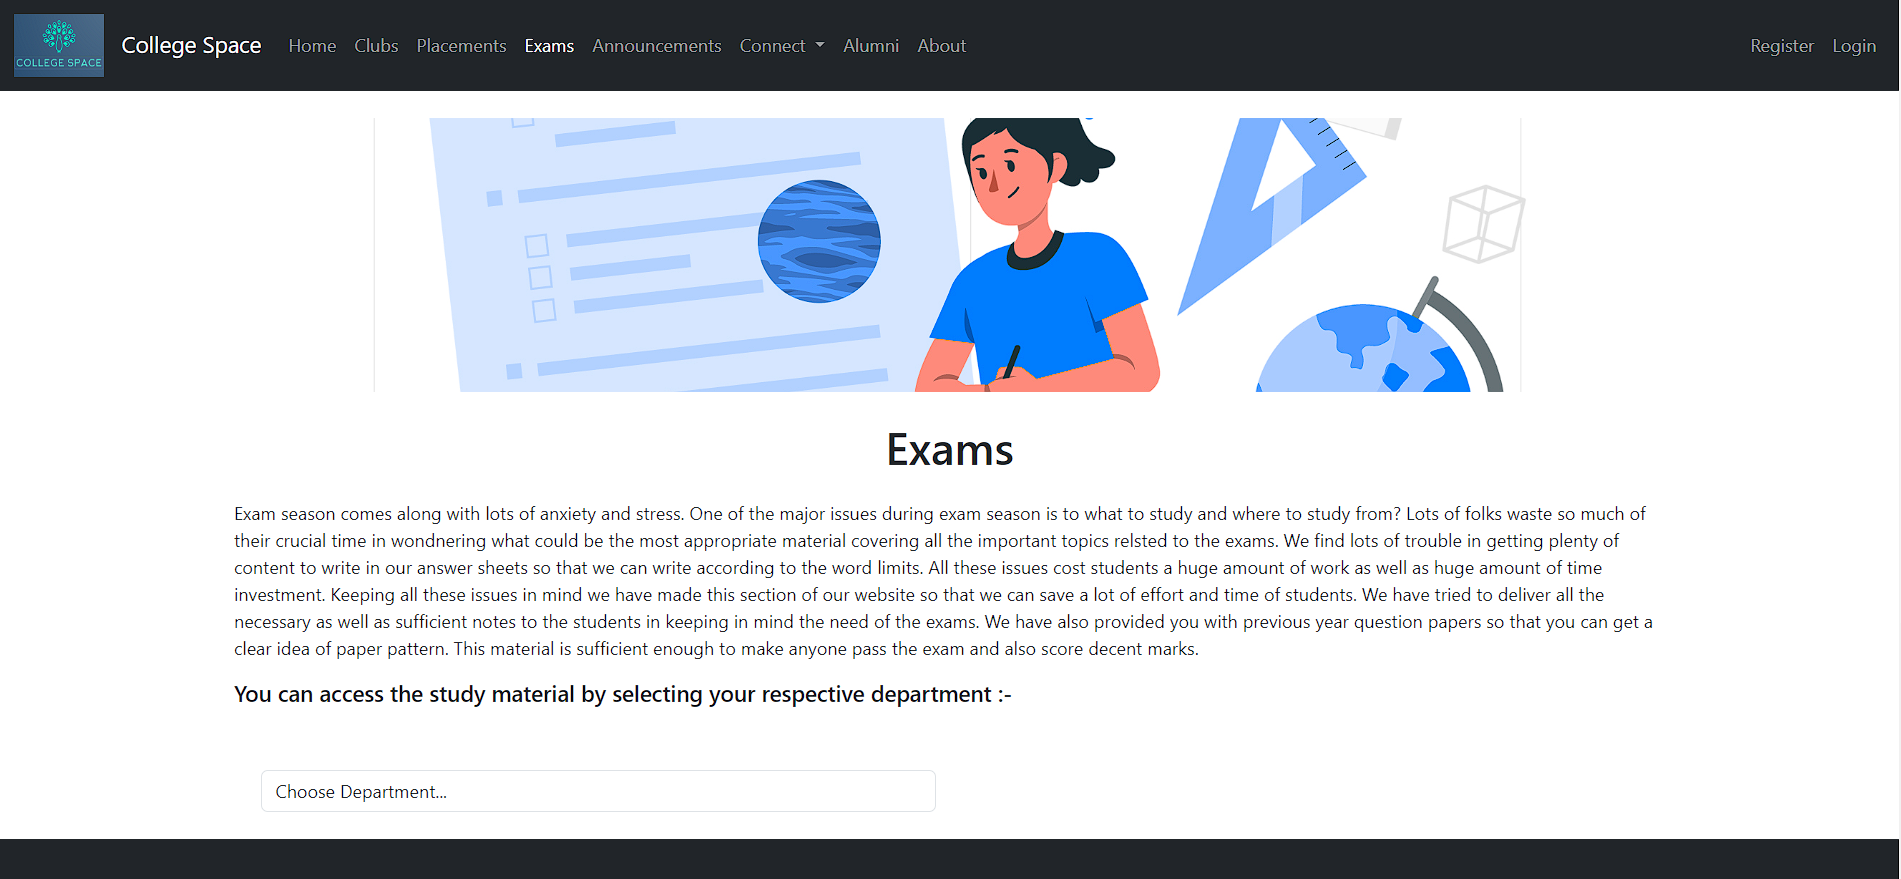 COLLEGE SPACE
College Space Home Clubs Placements Exams Announcements Connect Alumni About Register Login
Exams
Exam season comes along with lots of anxiety and stress. One of the major issues during exam season is to what to study and where to study from? Lots of folks waste so much of
their crucial time in wondnering what could be the most appropriate material covering all the important topics relsted to the exams. We find lots of trouble in getting plenty of
content to write in our answer sheets so that we can write according to the word limits. All these issues cost students a huge amount of work as well as huge amount of time
investment. Keeping all these issues in mind we have made this section of our website so that we can save a lot of effort and time of students. We have tried to deliver all the
necessary as well as sufficient notes to the students in keeping in mind the need of the exams. We have also provided you with previous year question papers so that you can get a
clear idea of paper pattern. This material is sufficient enough to make anyone pass the exam and also score decent marks.
You can access the study material by selecting your respective department :-
Choose Department...